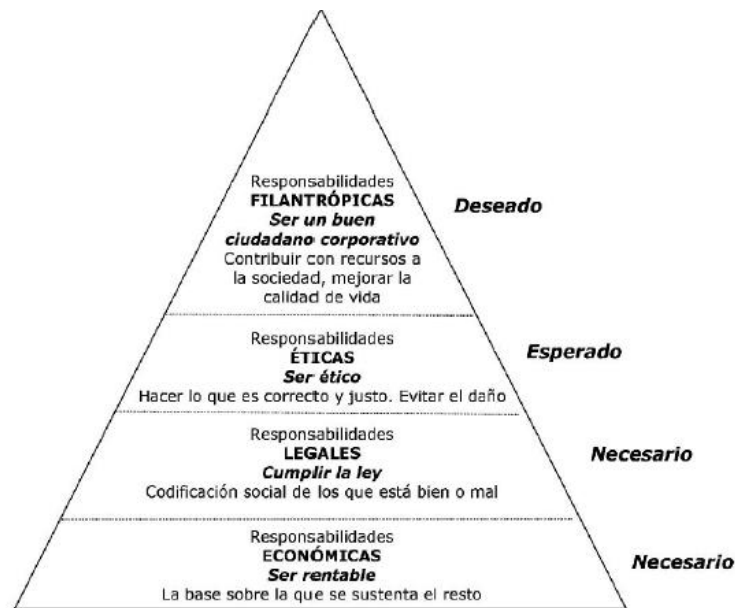 Responsabilidades
FILANTRÓPICAS
Ser un buen
ciudadano corporativo
Contribuir con recursos a
la sociedad, mejorar la
calidad de vida
Deseado
Responsabilidades
ÉTICAS
Ser ético
Hacer lo que es correcto y justo. Evitar el daño
Esperado
Responsabilidades
LEGALES
Cumplir la ley
Codificación social de los que está bien o mal
Necesario
Responsabilidades
ECONÓMICAS
Ser rentable
La base sobre la que se sustenta el resto
Necesario